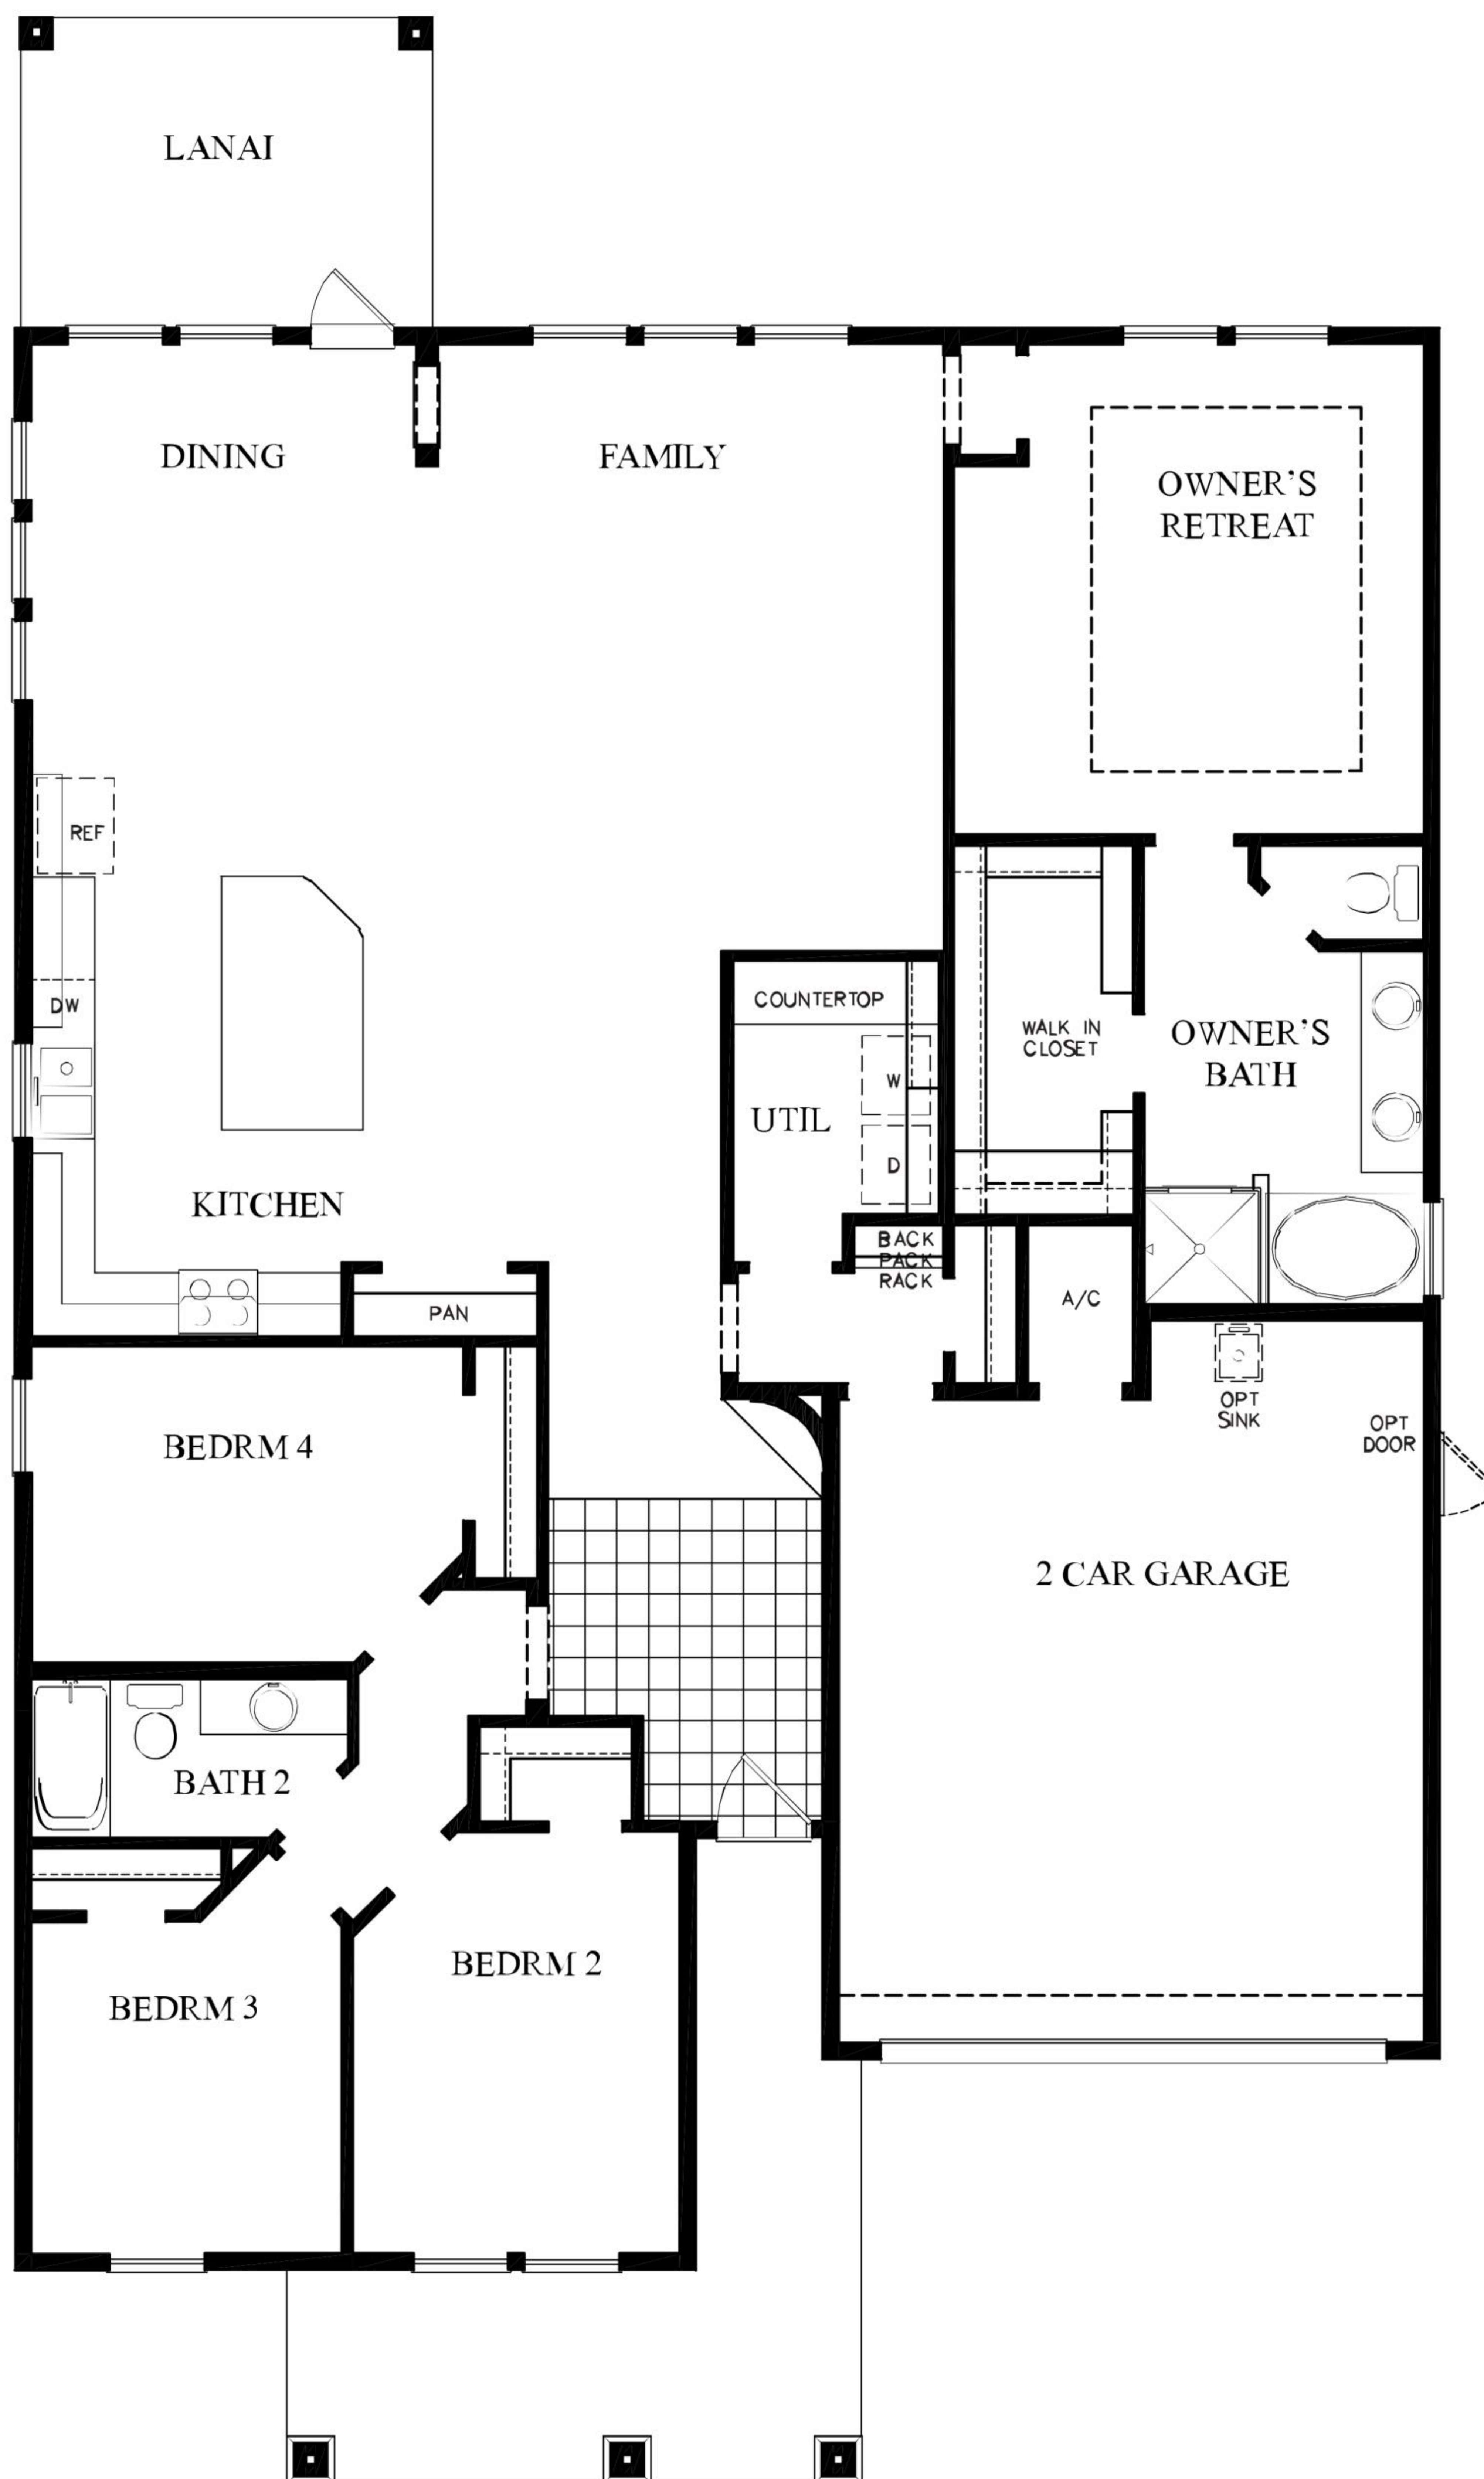 LANAI
DINING
FAMILY
OWNER'S
RETREAT
REF
DW
COUNTERTOP
W
UTIL
D
WALK IN
CLOSET
OWNER'S
BATH
KITCHEN
BACK
PACK
RACK
PAN
A/C
OPT
SINK
OPT
DOOR
BEDRM 4
2 CAR GARAGE
BATH 2
BEDRM 2
BEDRM 3